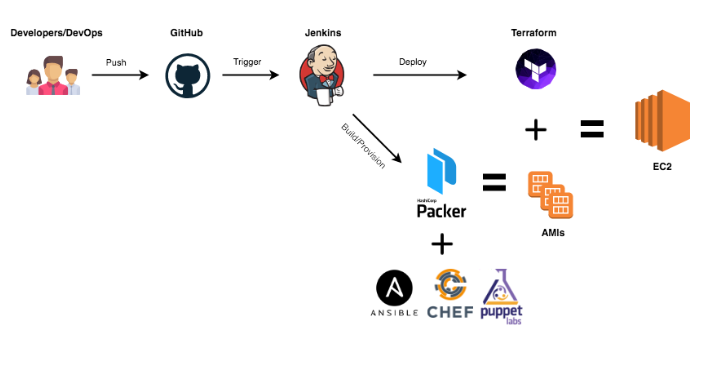 Developers/DevOps
GitHub
Jenkins
Terraform
Push
Trigger
Deploy
Build/Provision
EC2
HashiCorp
Packer
AMIs
ANSIBLE
CHEF
puppet
labs